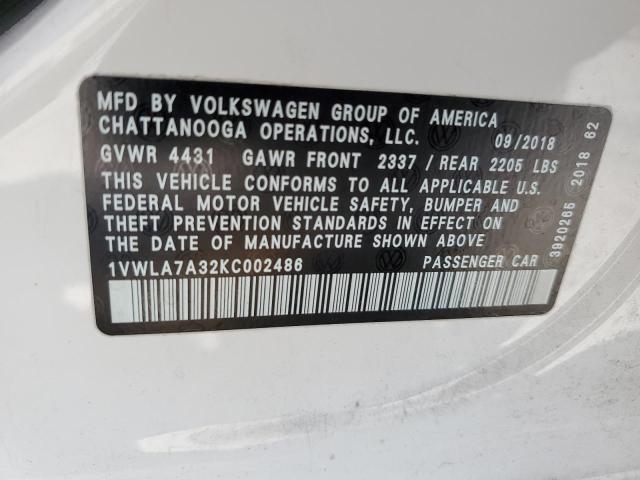 MFD BY VOLKSWAGEN GROUP OF AMERICA
CHATTANOOGA OPERATIONS, LLC. 09/2018
GVWR 4431 GAWR FRONT 2337 / REAR 2205 LBS
THIS VEHICLE CONFORMS TO ALL APPLICABLE U.S.
FEDERAL MOTOR VEHICLE SAFETY, BUMPER AND
THEFT PREVENTION STANDARDS IN EFFECT ON
THE DATE OF MANUFACTURE SHOWN ABOVE
1VWLA7A32KC002486 PASSENGER CAR
3920265 2018 62